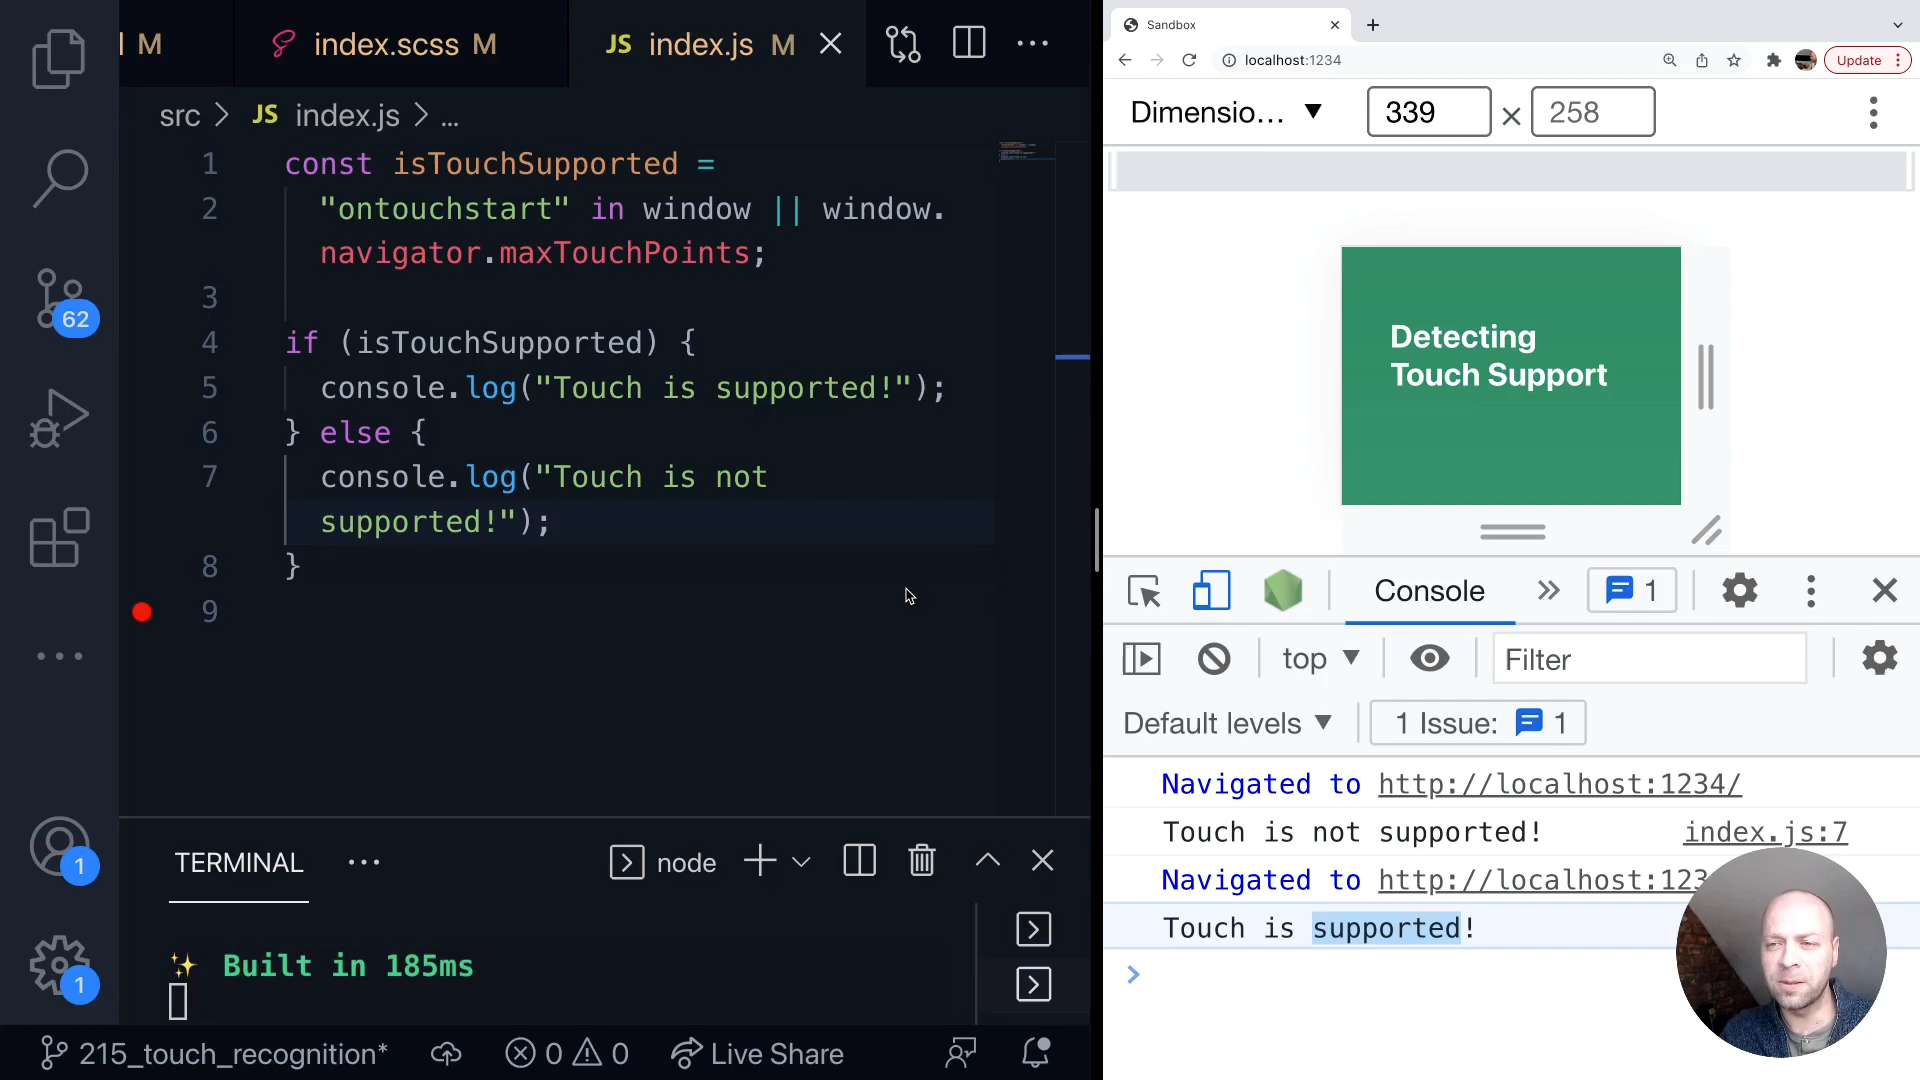 M
index.scss M
JS index.js M
src > JS index.js > ...
1 const isTouchSupported =
2 "ontouchstart" in window || window.
navigator.maxTouchPoints;
3
4 if (isTouchSupported) {
5 console.log("Touch is supported!");
6 } else {
7 console.log("Touch is not
supported!");
8 }
9
62
1
1
TERMINAL ...
node
✨ Built in 185ms
215_touch_recognition*
0 0
Live Share
Sandbox
localhost:1234
Update
Dimensio... ▼ 339 × 258
Detecting
Touch Support
Console » 1
top ▼ Filter
Default levels ▼ 1 Issue: 1
Navigated to http://localhost:1234/
Touch is not supported! index.js:7
Navigated to http://localhost:123
Touch is supported!
>